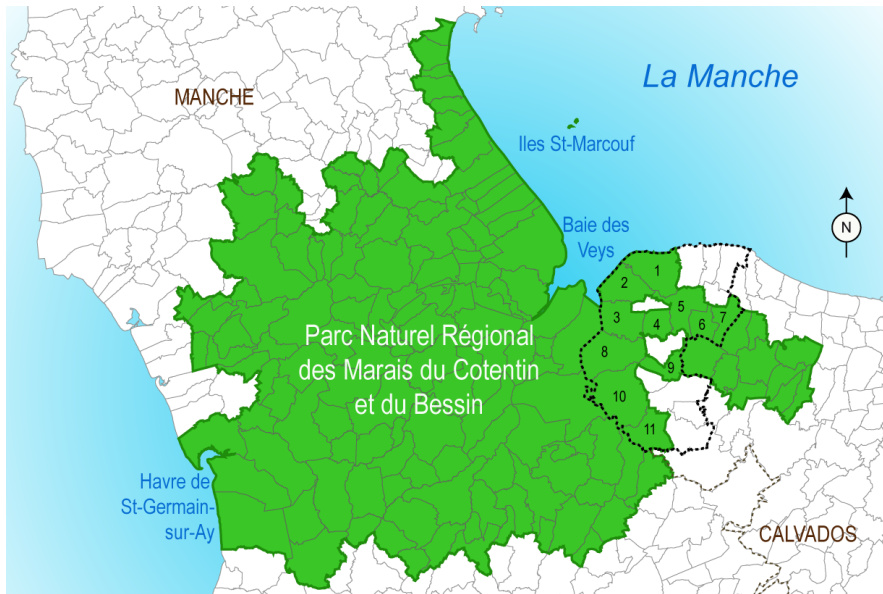 La Manche
MANCHE
Iles St-Marcouf
Baie des
Veys
N
1
2
5
7
3
4
6
8
9
10
11
Parc Naturel Régional
des Marais du Cotentin
et du Bessin
Havre de
St-Germain-
sur-Ay
CALVADOS